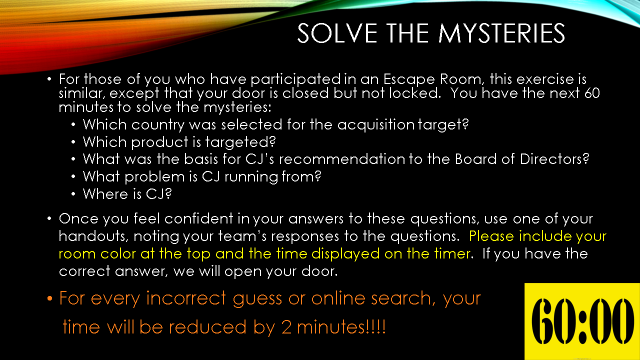 SOLVE THE MYSTERIES
• For those of you who have participated in an Escape Room, this exercise is
similar, except that your door is closed but not locked.  You have the next 60
minutes to solve the mysteries:
• Which country was selected for the acquisition target?
• Which product is targeted?
• What was the basis for CJ's recommendation to the Board of Directors?
• What problem is CJ running from?
• Where is CJ?
• Once you feel confident in your answers to these questions, use one of your
handouts, noting your team's responses to the questions.  Please include your
room color at the top and the time displayed on the timer.  If you have the
correct answer, we will open your door.
• For every incorrect guess or online search, your
time will be reduced by 2 minutes!!!!
60:00